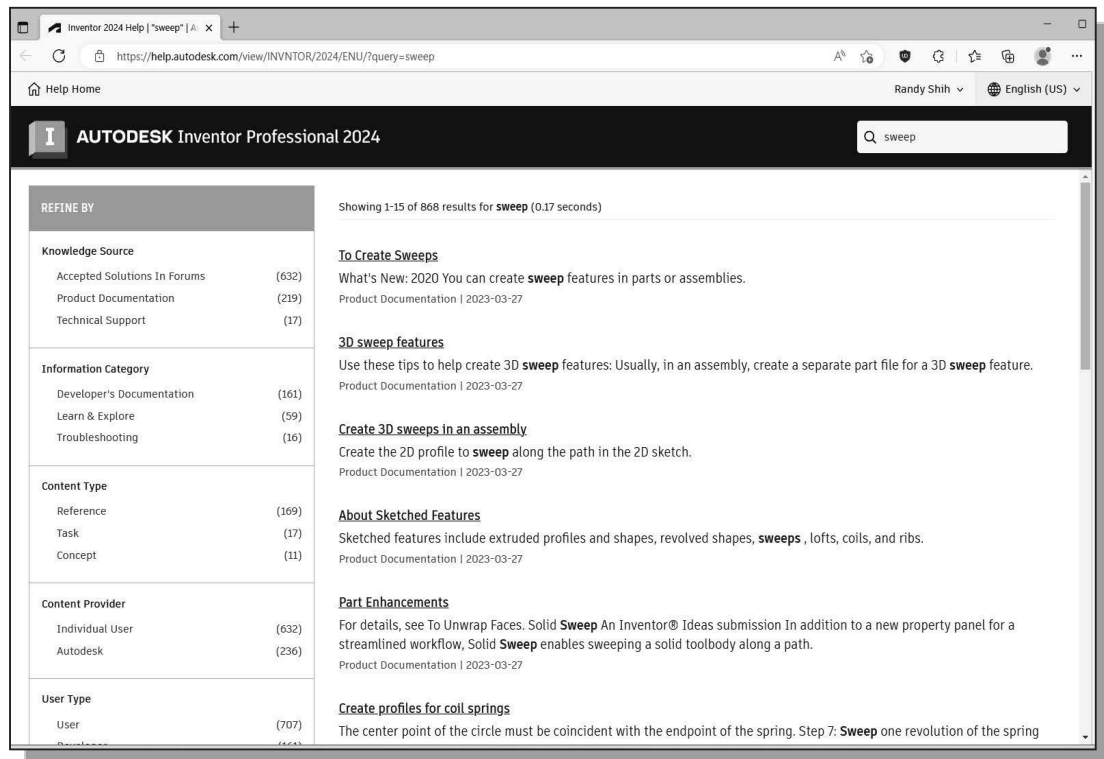 Inventor 2024 Help | "sweep" | A
https://help.autodesk.com/view/INVNTOR/2024/ENU/?query=sweep
Help Home
Randy Shih
English (US)
AUTODESK Inventor Professional 2024
sweep
REFINE BY
Knowledge Source
Accepted Solutions In Forums (632)
Product Documentation (219)
Technical Support (17)
Information Category
Developer's Documentation (161)
Learn & Explore (59)
Troubleshooting (16)
Content Type
Reference (169)
Task (17)
Concept (11)
Content Provider
Individual User (632)
Autodesk (236)
User Type
User (707)
Showing 1-15 of 868 results for sweep (0.17 seconds)
To Create Sweeps
What's New: 2020 You can create sweep features in parts or assemblies.
Product Documentation | 2023-03-27
3D sweep features
Use these tips to help create 3D sweep features: Usually, in an assembly, create a separate part file for a 3D sweep feature.
Product Documentation | 2023-03-27
Create 3D sweeps in an assembly
Create the 2D profile to sweep along the path in the 2D sketch.
Product Documentation | 2023-03-27
About Sketched Features
Sketched features include extruded profiles and shapes, revolved shapes, sweeps , lofts, coils, and ribs.
Product Documentation | 2023-03-27
Part Enhancements
For details, see To Unwrap Faces. Solid Sweep An Inventor® Ideas submission In addition to a new property panel for a
streamlined workflow, Solid Sweep enables sweeping a solid toolbody along a path.
Product Documentation | 2023-03-27
Create profiles for coil springs
The center point of the circle must be coincident with the endpoint of the spring. Step 7: Sweep one revolution of the spring